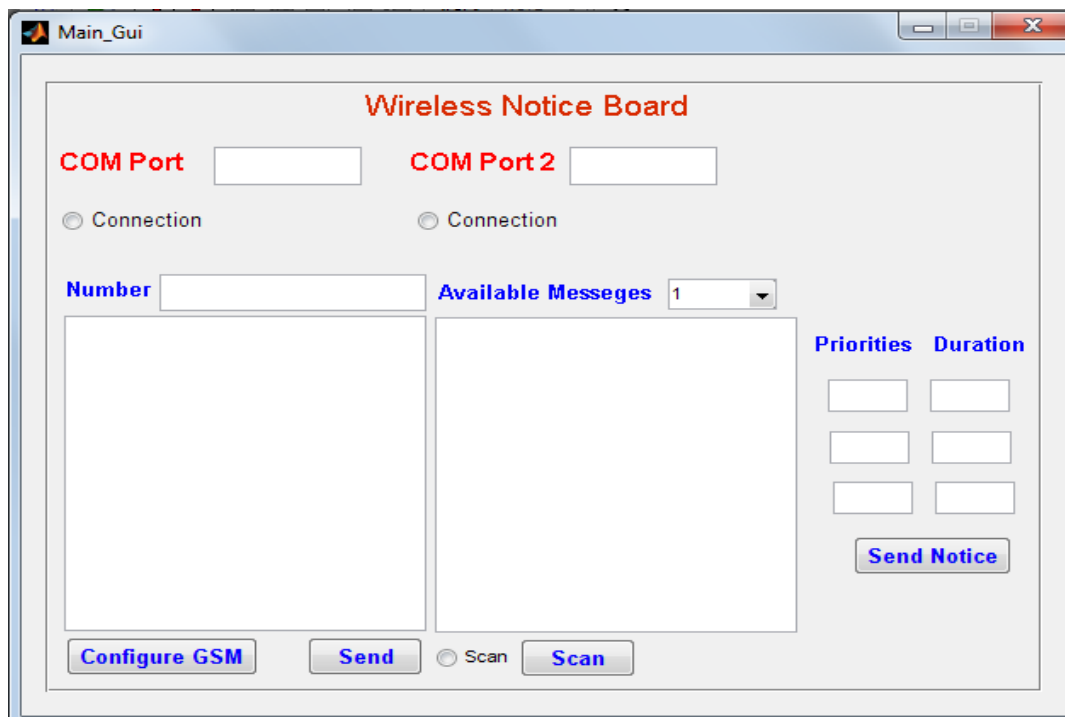 Main_Gui
Wireless Notice Board
COM Port
COM Port 2
Connection
Connection
Number
Available Messeges
1
Priorities
Duration
Send Notice
Configure GSM
Send
Scan
Scan